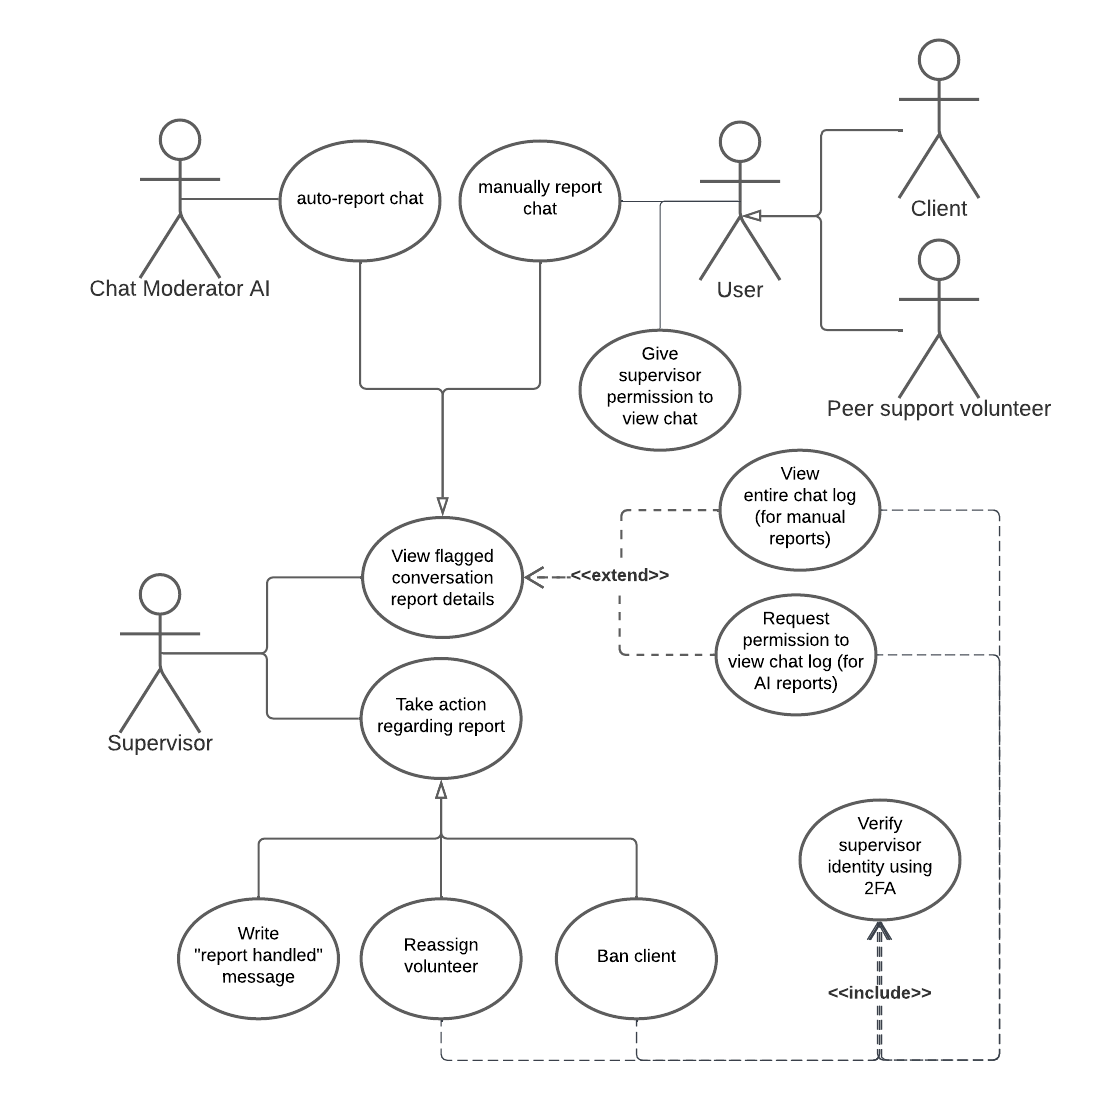 Client
auto-report chat
manually report
chat
Chat Moderator AI
User
Give
supervisor
permission to
view chat
Peer support volunteer
View
entire chat log
(for manual
reports)
View flagged
conversation
report details
<<extend>>
Request
permission to
view chat log (for
AI reports)
Supervisor
Take action
regarding report
Verify
supervisor
identity using
2FA
Write
"report handled"
message
Reassign
volunteer
Ban client
<<include>>